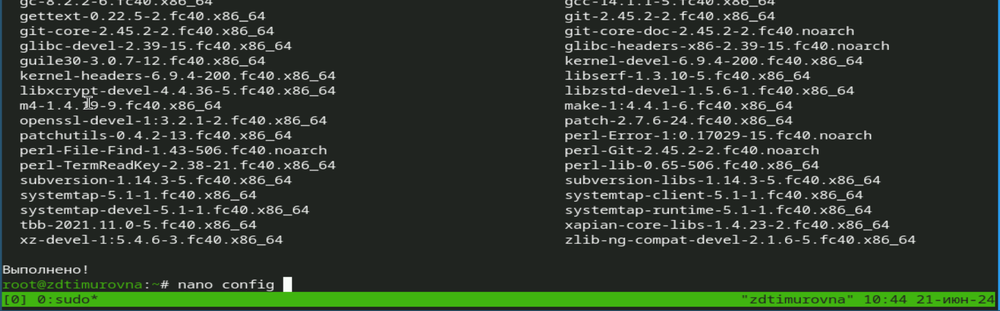 gc-8.2.2-6.fc40.x86_64 gcc-14.1.1-5.fc40.x86_64
gettext-0.22.5-2.fc40.x86_64 git-2.45.2-2.fc40.x86_64
git-core-2.45.2-2.fc40.x86_64 git-core-doc-2.45.2-2.fc40.noarch
glibc-devel-2.39-15.fc40.x86_64 glibc-headers-x86-2.39-15.fc40.noarch
guile30-3.0.7-12.fc40.x86_64 kernel-devel-6.9.4-200.fc40.x86_64
kernel-headers-6.9.4-200.fc40.x86_64 libserf-1.3.10-5.fc40.x86_64
libxcrypt-devel-4.4.36-5.fc40.x86_64 libzstd-devel-1.5.6-1.fc40.x86_64
m4-1.4.19-9.fc40.x86_64 make-1:4.4.1-6.fc40.x86_64
openssl-devel-1:3.2.1-2.fc40.x86_64 patch-2.7.6-24.fc40.x86_64
patchutils-0.4.2-13.fc40.x86_64 perl-Error-1:0.17029-15.fc40.noarch
perl-File-Find-1.43-506.fc40.noarch perl-Git-2.45.2-2.fc40.noarch
perl-TermReadKey-2.38-21.fc40.x86_64 perl-lib-0.65-506.fc40.x86_64
subversion-1.14.3-5.fc40.x86_64 subversion-libs-1.14.3-5.fc40.x86_64
systemtap-5.1-1.fc40.x86_64 systemtap-client-5.1-1.fc40.x86_64
systemtap-devel-5.1-1.fc40.x86_64 systemtap-runtime-5.1-1.fc40.x86_64
tbb-2021.11.0-5.fc40.x86_64 xapian-core-libs-1.4.23-2.fc40.x86_64
xz-devel-1:5.4.6-3.fc40.x86_64 zlib-ng-compat-devel-2.1.6-5.fc40.x86_64
Выполнено!
root@zdtimurovna:~# nano config
[0] 0:sudo* "zdtimurovna" 10:44 21-июн-24